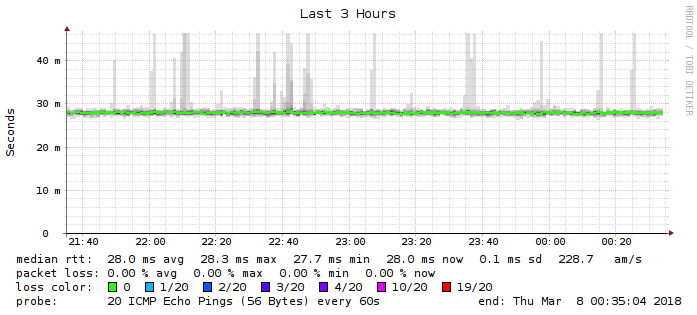 Last 3 Hours
RRDTOOL / TOBI OETIKER
Seconds
40 m
30 m
20 m
10 m
0
21:40 22:00 22:20 22:40 23:00 23:20 23:40 00:00 00:20
median rtt: 28.0 ms avg 28.3 ms max 27.7 ms min 28.0 ms now 0.1 ms sd 228.7 am/s
packet loss: 0.00 % avg 0.00 % max 0.00 % min 0.00 % now
loss color: 0 1/20 2/20 3/20 4/20 10/20 19/20
probe: 20 ICMP Echo Pings (56 Bytes) every 60s end: Thu Mar 8 00:35:04 2018